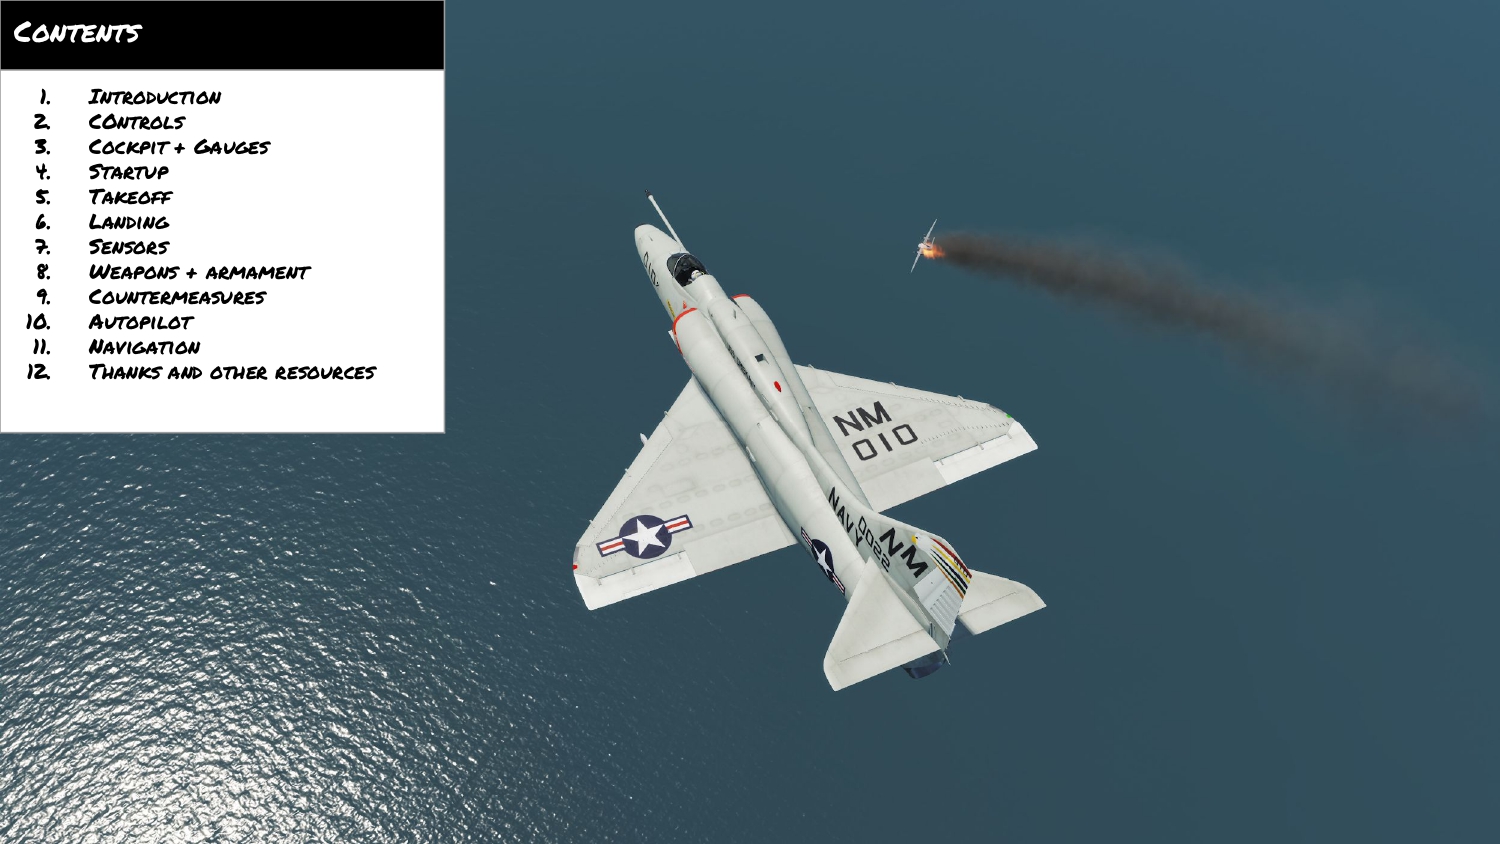 Contents
1. Introduction
2. COntrols
3. Cockpit + Gauges
4. Startup
5. Takeoff
6. Landing
7. Sensors
8. Weapons + armament
9. Countermeasures
10. Autopilot
11. Navigation
12. Thanks and other resources
010
NM
010
NAVY
0022
NM